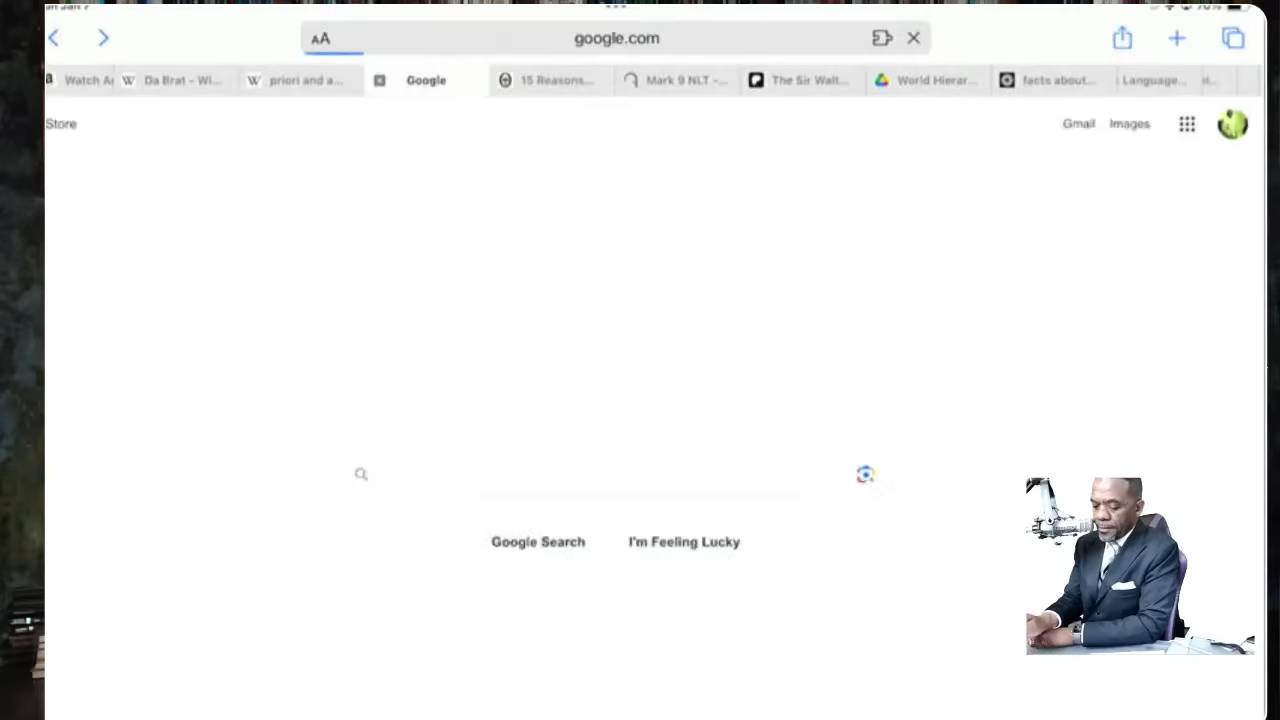 AA
google.com
Watch Ar
Da Brat - Wi...
priori and a...
Google
15 Reasons...
Mark 9 NLT -...
The Sir Walt...
World Hierar...
facts about...
Language...
Store
Gmail
Images
Google Search
I'm Feeling Lucky